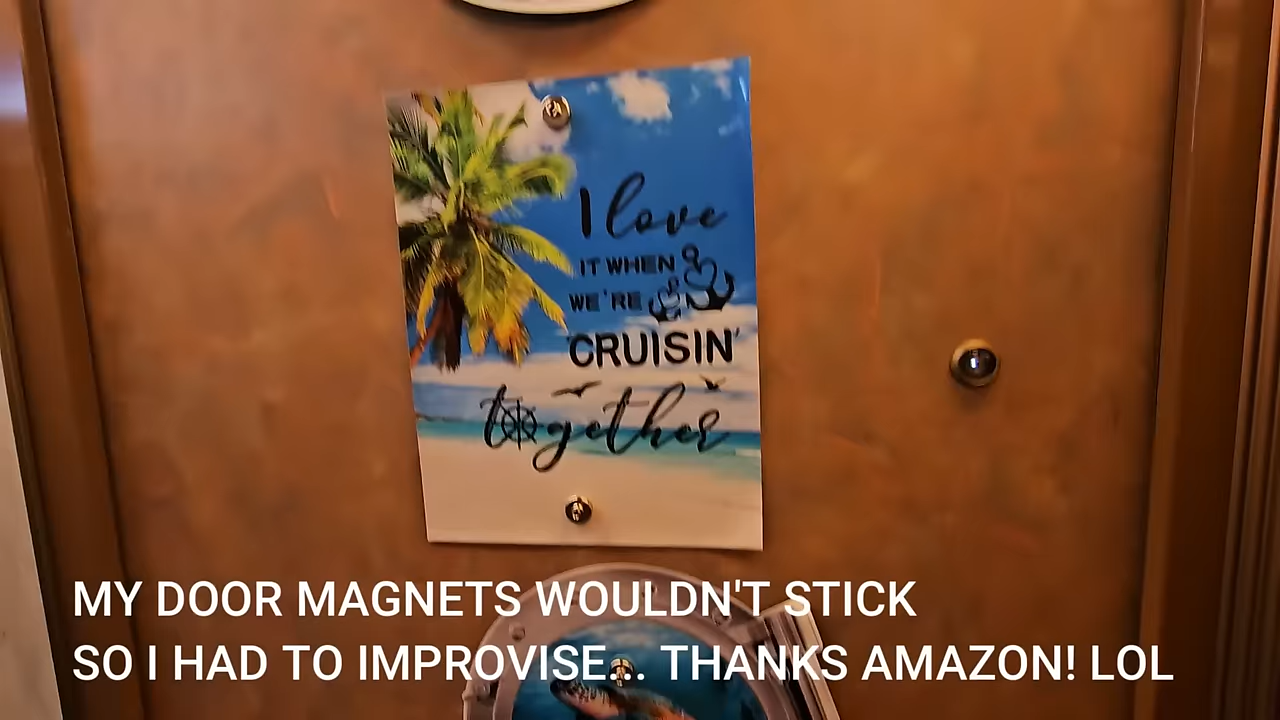 I love
IT WHEN
WE'RE
CRUISIN'
together
MY DOOR MAGNETS WOULDN'T STICK
SO I HAD TO IMPROVISE... THANKS AMAZON! LOL